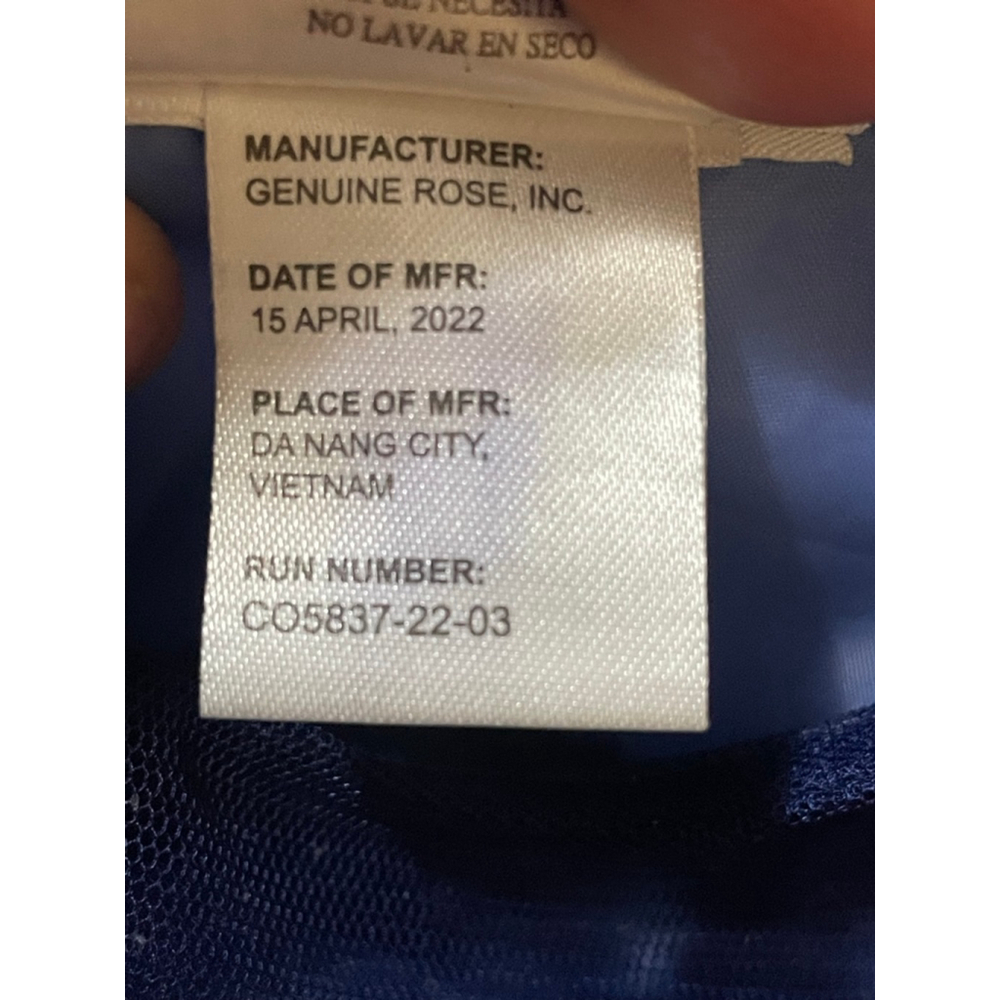 NECESITA
NO LAVAR EN SECO
MANUFACTURER:
GENUINE ROSE, INC.
DATE OF MFR:
15 APRIL, 2022
PLACE OF MFR:
DA NANG CITY,
VIETNAM
RUN NUMBER:
CO5837-22-03